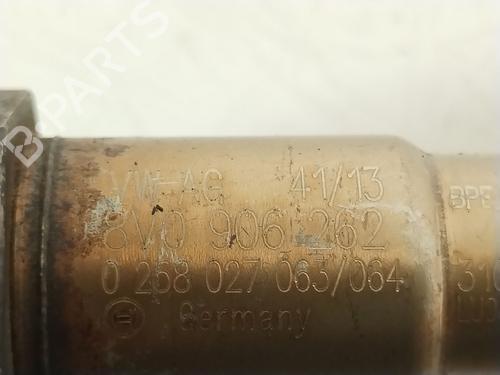 B-PARTS
VW-AG 41/13
8V0 906 262
0 258 027 063/064
Germany
BPE